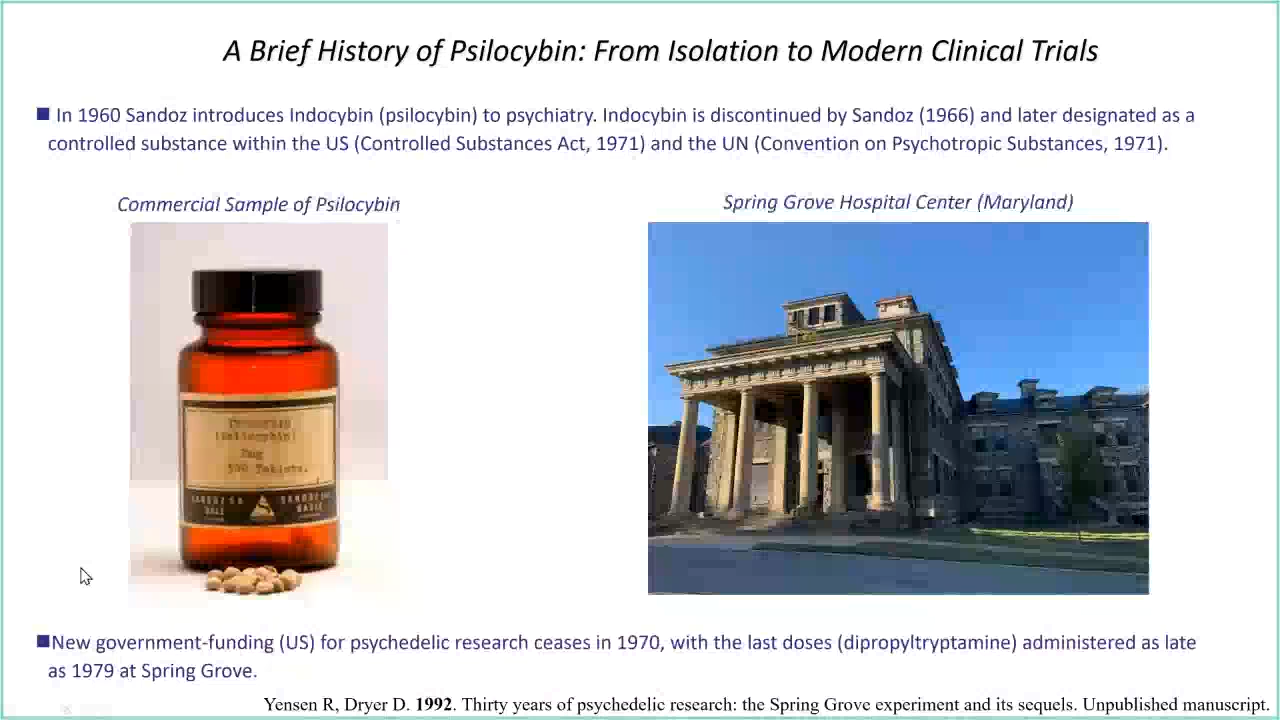 A Brief History of Psilocybin: From Isolation to Modern Clinical Trials
In 1960 Sandoz introduces Indocybin (psilocybin) to psychiatry. Indocybin is discontinued by Sandoz (1966) and later designated as a
controlled substance within the US (Controlled Substances Act, 1971) and the UN (Convention on Psychotropic Substances, 1971).
Commercial Sample of Psilocybin
Spring Grove Hospital Center (Maryland)
(psilocybin)
2mg
Tablets.
New government-funding (US) for psychedelic research ceases in 1970, with the last doses (dipropyltryptamine) administered as late
as 1979 at Spring Grove.
Yensen R, Dryer D. 1992. Thirty years of psychedelic research: the Spring Grove experiment and its sequels. Unpublished manuscript.